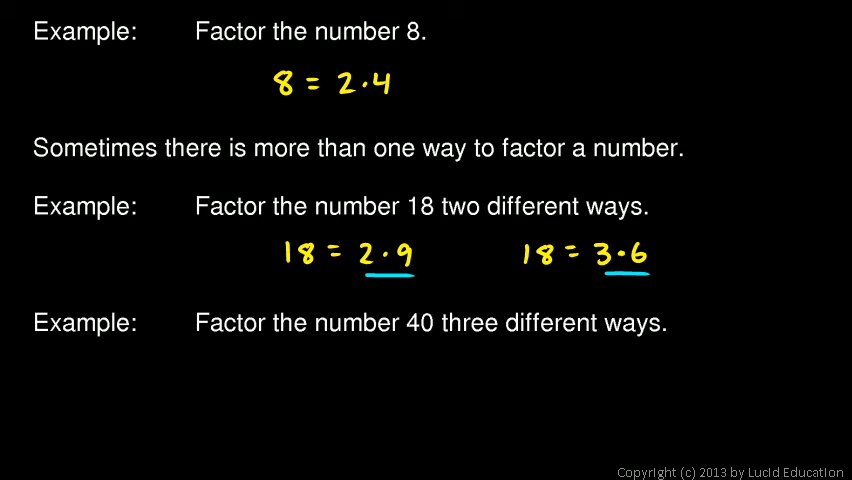 Example: Factor the number 8.
8 = 2·4
Sometimes there is more than one way to factor a number.
Example: Factor the number 18 two different ways.
18 = 2·9 18 = 3·6
Example: Factor the number 40 three different ways.
Copyright (c) 2013 by Lucid Education